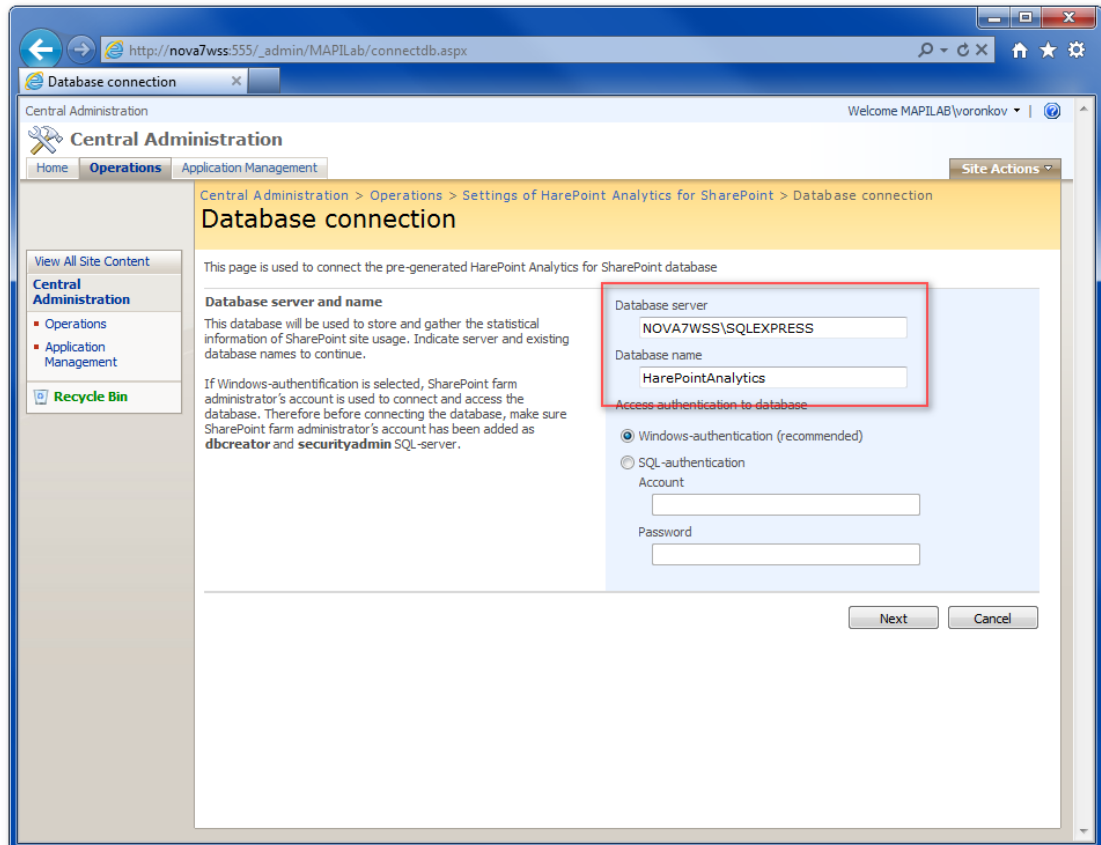 http://nova7wss:555/_admin/MAPILab/connectdb.aspx
Database connection
Central Administration
Welcome MAPILAB\voronkov
Central Administration
Home Operations Application Management
Site Actions
Central Administration > Operations > Settings of HarePoint Analytics for SharePoint > Database connection
Database connection
View All Site Content
Central
Administration
Operations
Application
Management
Recycle Bin
This page is used to connect the pre-generated HarePoint Analytics for SharePoint database
Database server and name
This database will be used to store and gather the statistical
information of SharePoint site usage. Indicate server and existing
database names to continue.
If Windows-authentification is selected, SharePoint farm
administrator's account is used to connect and access the
database. Therefore before connecting the database, make sure
SharePoint farm administrator's account has been added as
dbcreator and securityadmin SQL-server.
Database server
NOVA7WSS\SQLEXPRESS
Database name
HarePointAnalytics
Access authentication to database
Windows-authentication (recommended)
SQL-authentication
Account
Password
Next Cancel